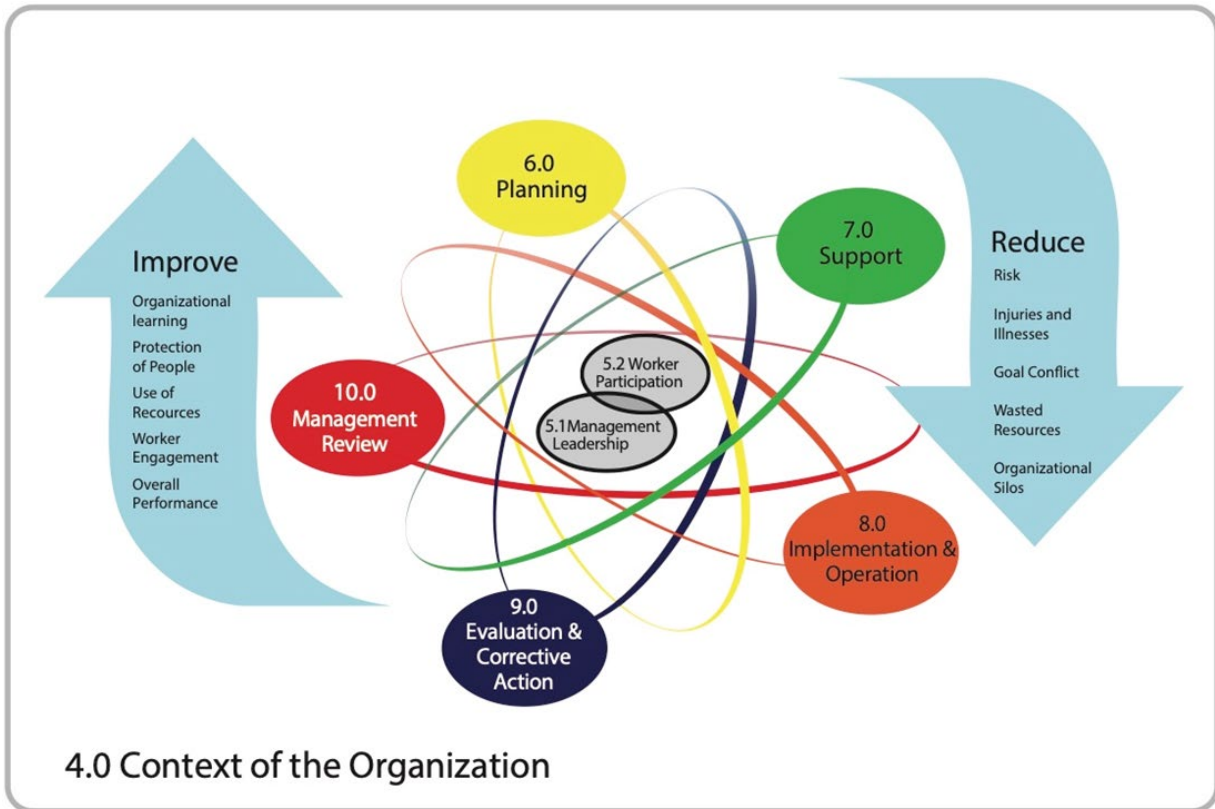 6.0
Planning
7.0
Support
Improve
Organizational
learning
Protection
of People
Use of
Recources
Worker
Engagement
Overall
Performance
Reduce
Risk
Injuries and
Illnesses
Goal Conflict
Wasted
Resources
Organizational
Silos
5.2 Worker
Participation
5.1 Management
Leadership
10.0
Management
Review
8.0
Implementation &
Operation
9.0
Evaluation &
Corrective
Action
4.0 Context of the Organization